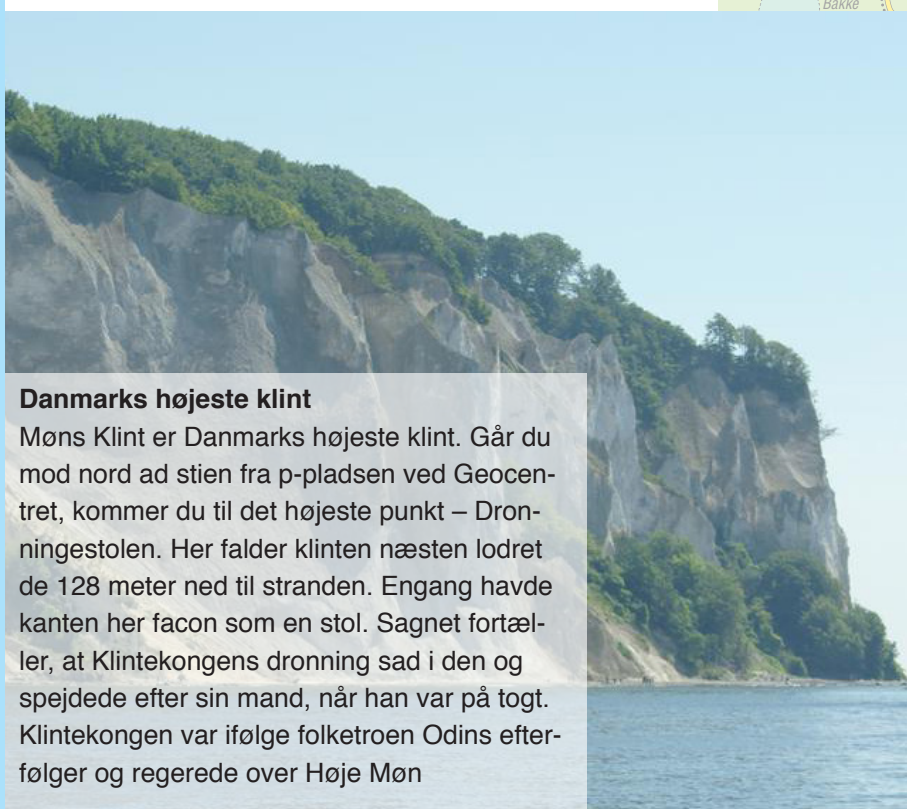 Bakke
Danmarks højeste klint
Møns Klint er Danmarks højeste klint. Går du
mod nord ad stien fra p-pladsen ved Geocen-
tret, kommer du til det højeste punkt – Dron-
ningestolen. Her falder klinten næsten lodret
de 128 meter ned til stranden. Engang havde
kanten her facon som en stol. Sagnet fortæl-
ler, at Klintekongens dronning sad i den og
spejdede efter sin mand, når han var på togt.
Klintekongen var ifølge folketroen Odins efter-
følger og regerede over Høje Møn